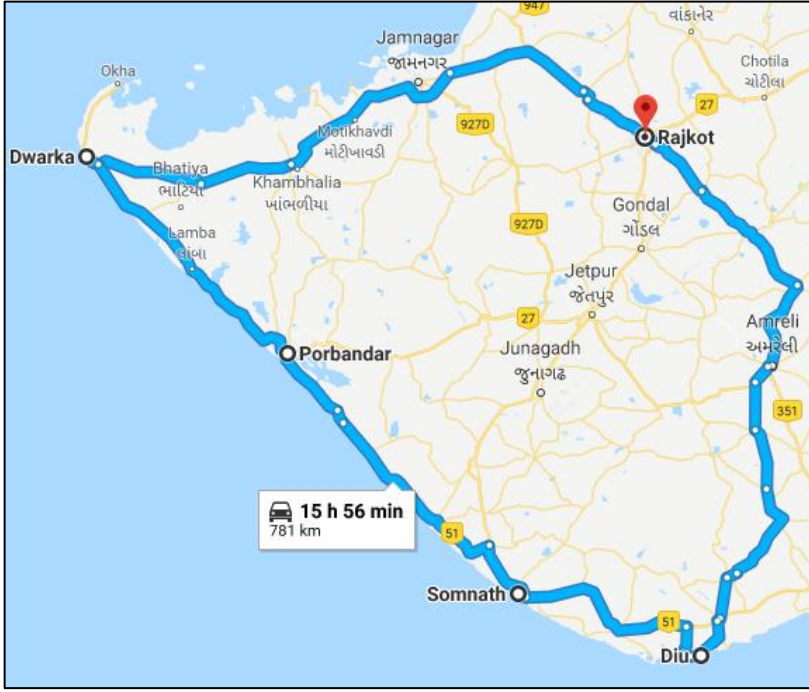 947
વાંકાનેર
Jamnagar
જામનગર
Okha
Chotila
ચોટીલા
27
927D
Rajkot
Motikhavdi
મોટીખાવડી
Dwarka
Bhatiya
ભાટિયા
Khambhalia
ખાંભળીયા
Gondal
ગોંડલ
927D
Lamba
લાંબા
Jetpur
જેતપુર
27
Amreli
અમરેલી
Porbandar
Junagadh
જુનાગઢ
351
15 h 56 min
781 km
51
Somnath
51
Diu